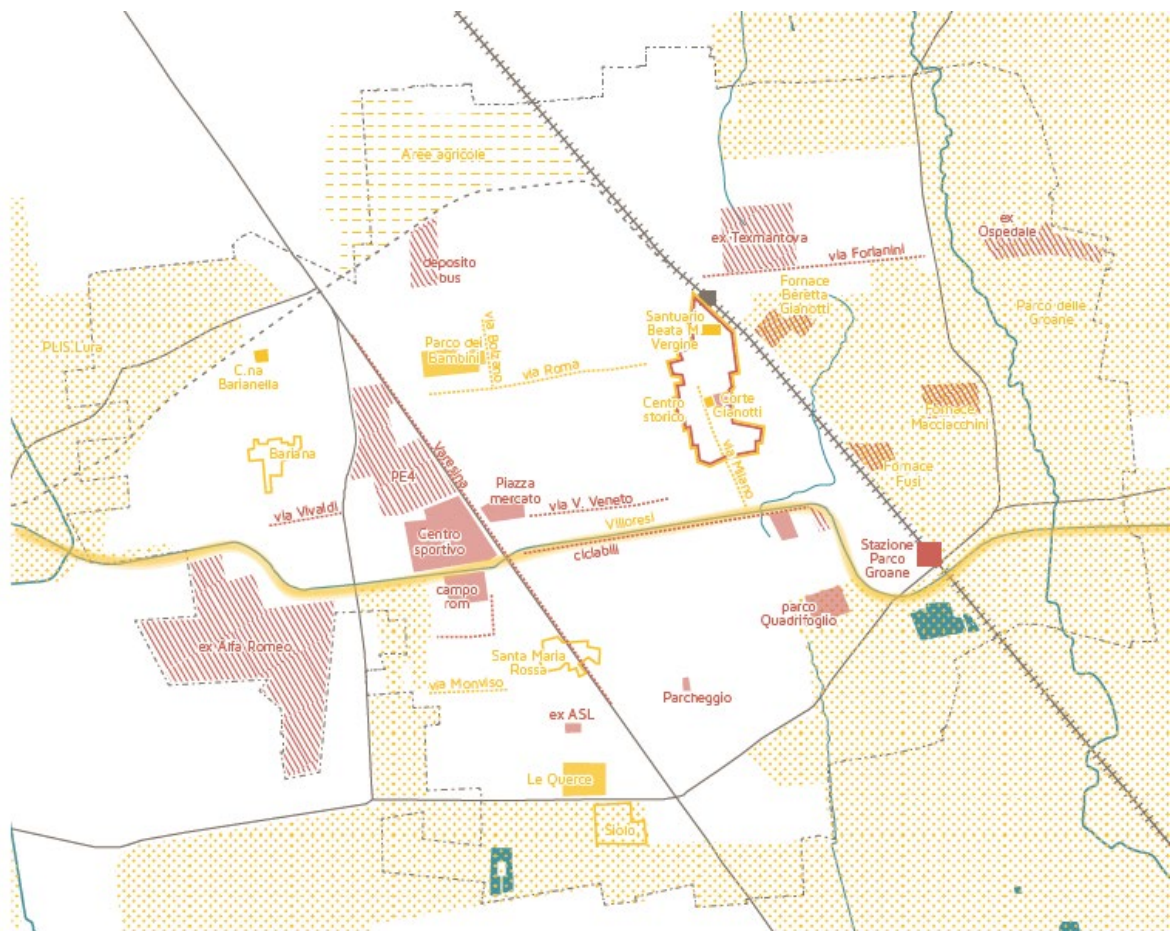 Aree agricole
ex Texmantova
via Forlanini
ex
Ospedale
deposito
bus
Fornace
Beretta
Gianotti
Parco delle
Groane
Santuario
Beata M.
Vergine
PLIS Lura
Parco dei
Bambini
via Bolzano
via Roma
C.na
Barianella
Centro
storico
Corte
Gianotti
Fornace
Macciacchini
via Milano
Bariana
PE4
Varesina
Piazza
mercato
Fornace
Fusi
via Vivaldi
via V. Veneto
Villoresi
Centro
sportivo
ciclabili
Stazione
Parco
Groane
campo
rom
parco
Quadrifoglio
ex Alfa Romeo
Santa Maria
Rossa
via Monviso
Parcheggio
ex ASL
Le Querce
Siolo